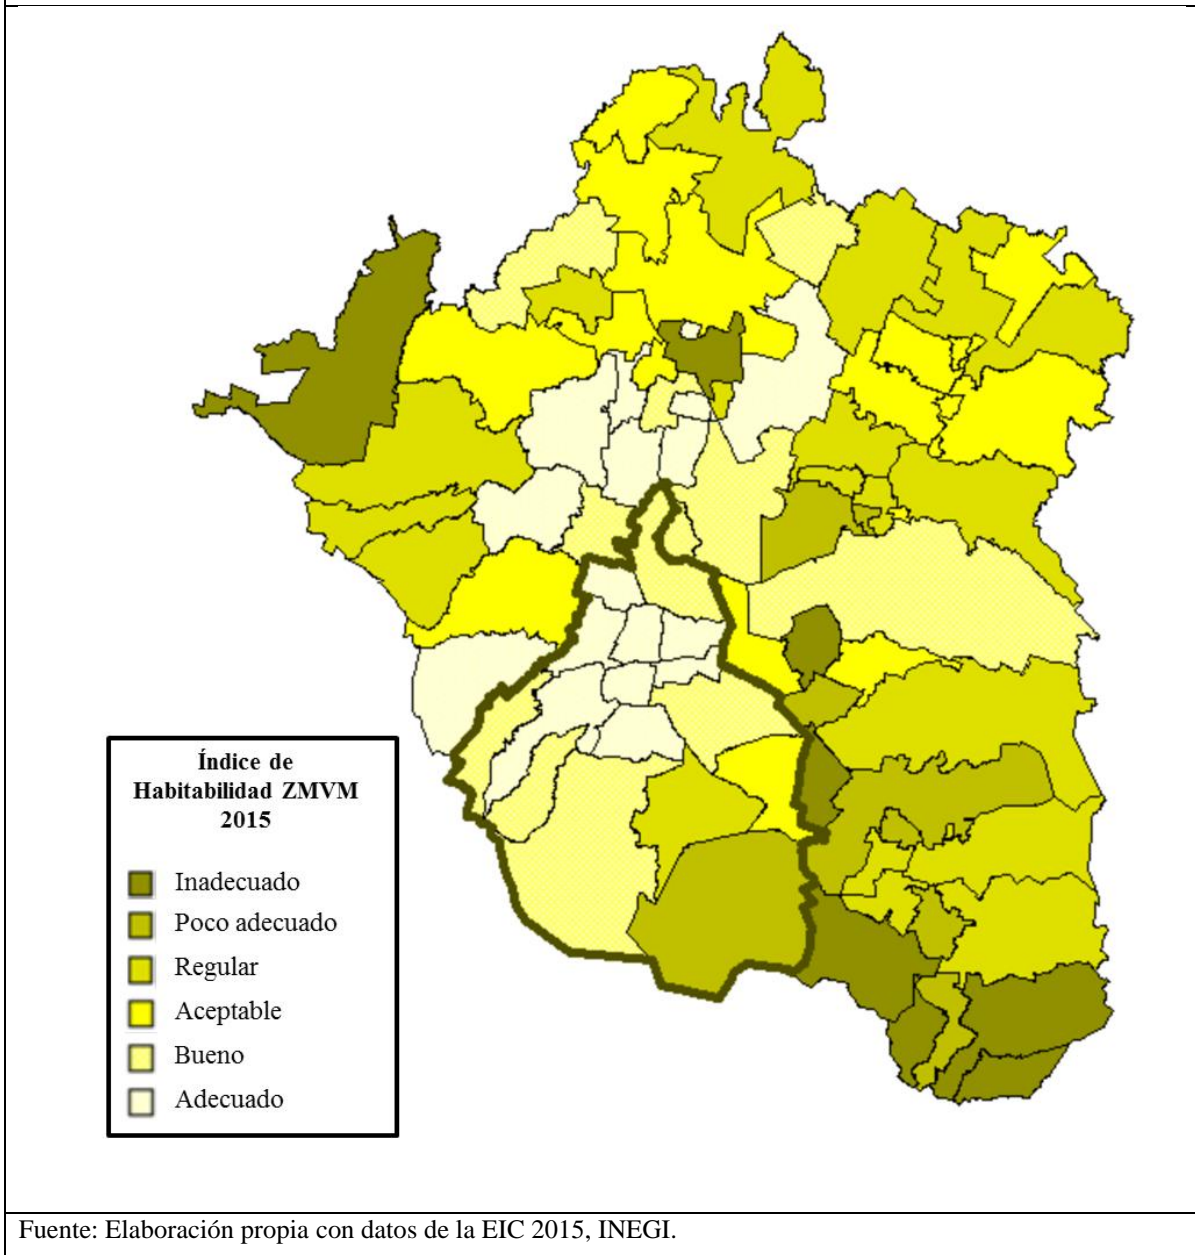 Índice de
Habitabilidad ZMVM
2015
Inadecuado
Poco adecuado
Regular
Aceptable
Bueno
Adecuado
Fuente: Elaboración propia con datos de la EIC 2015, INEGI.